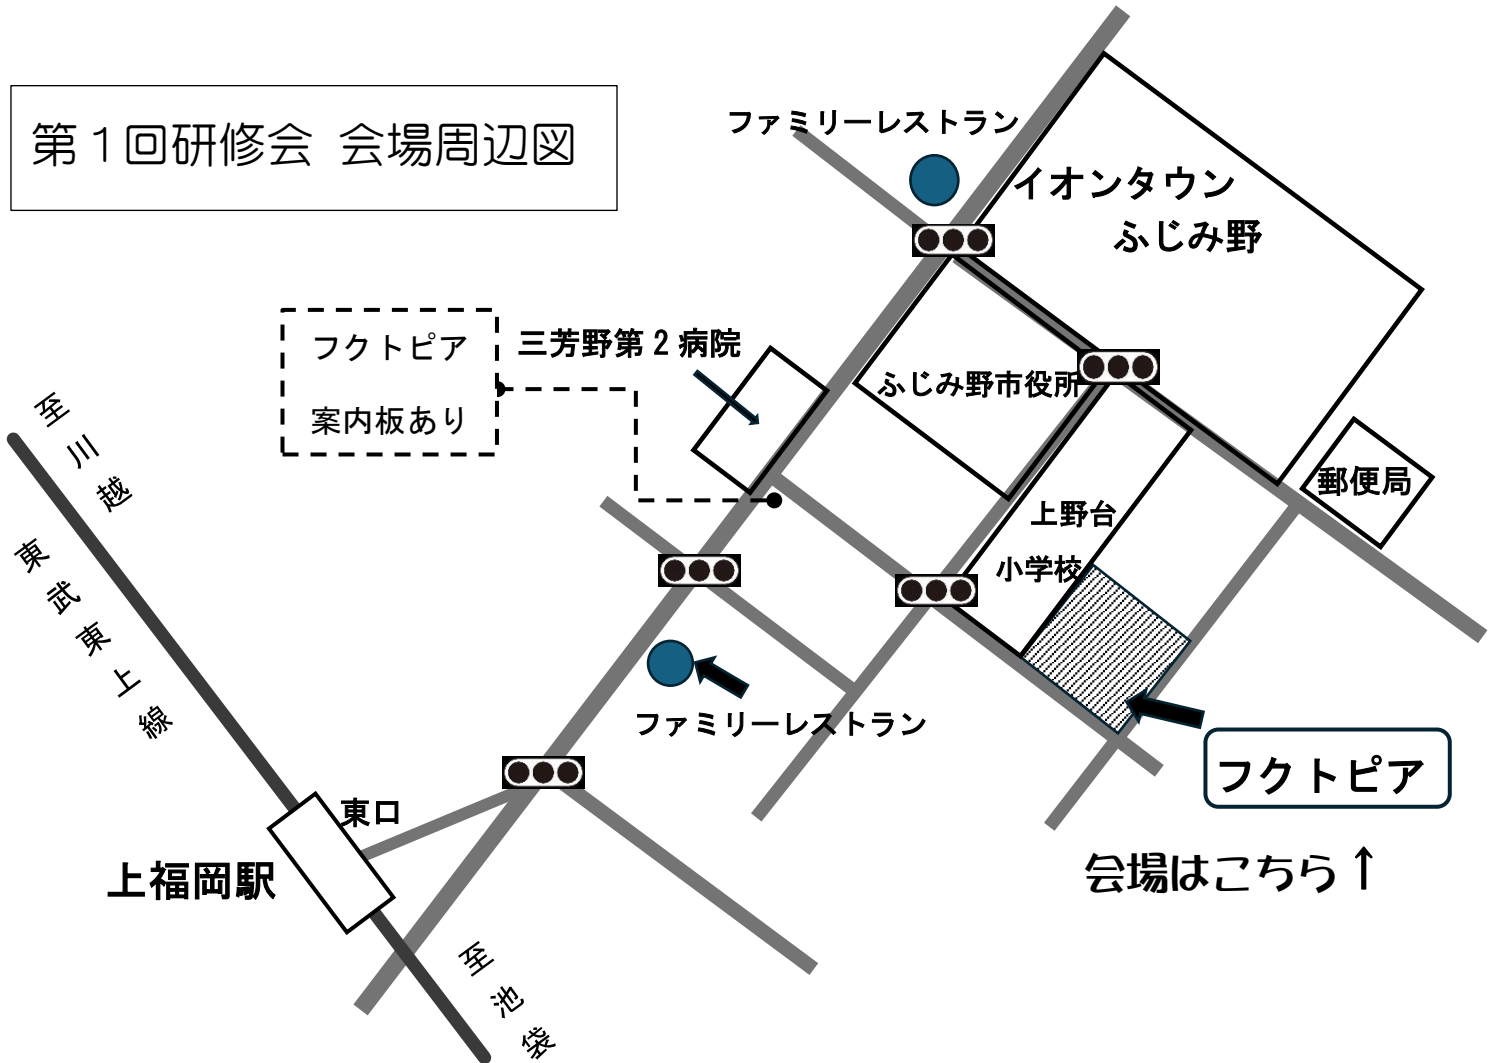 第１回研修会 会場周辺図
ファミリーレストラン
イオンタウン
ふじみ野
フクトピア
案内板あり
三芳野第２病院
ふじみ野市役所
郵便局
上野台
小学校
至川越
東武東上線
ファミリーレストラン
フクトピア
東口
上福岡駅
会場はこちら↑
至池袋